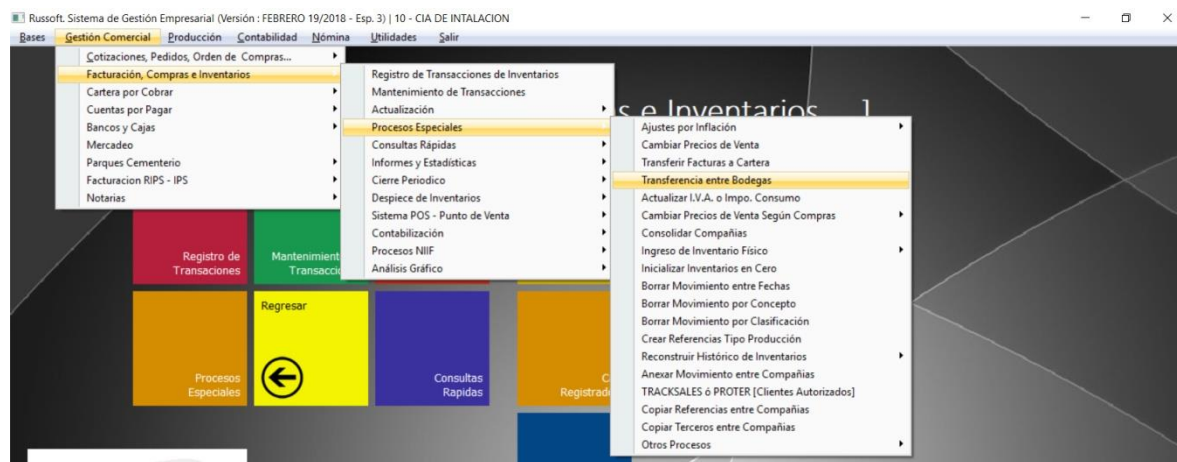 Russoft. Sistema de Gestión Empresarial (Versión : FEBRERO 19/2018 - Esp. 3) | 10 - CIA DE INTALACION
Bases Gestión Comercial Producción Contabilidad Nómina Utilidades Salir
Cotizaciones, Pedidos, Orden de Compras...
Facturación, Compras e Inventarios
Cartera por Cobrar
Cuentas por Pagar
Bancos y Cajas
Mercadeo
Parques Cementerio
Facturacion RIPS - IPS
Notarias
Registro de Transacciones de Inventarios
Mantenimiento de Transacciones
Actualización
Procesos Especiales
Consultas Rápidas
Informes y Estadísticas
Cierre Periodico
Despiece de Inventarios
Sistema POS - Punto de Venta
Contabilización
Procesos NIIF
Análisis Gráfico
s e Inventarios ...]
Ajustes por Inflación
Cambiar Precios de Venta
Transferir Facturas a Cartera
Transferencia entre Bodegas
Actualizar I.V.A. o Impo. Consumo
Cambiar Precios de Venta Según Compras
Consolidar Compañias
Ingreso de Inventario Físico
Inicializar Inventarios en Cero
Borrar Movimiento entre Fechas
Borrar Movimiento por Concepto
Borrar Movimiento por Clasificación
Crear Referencias Tipo Producción
Reconstruir Histórico de Inventarios
Anexar Movimiento entre Compañias
TRACKSALES ó PROTER [Clientes Autorizados]
Copiar Referencias entre Compañias
Copiar Terceros entre Compañias
Otros Procesos
Registro de
Transaciones
Mantenimient
Transacci
Regresar
Procesos
Especiales
Consultas
Rapidas
C
Registrad